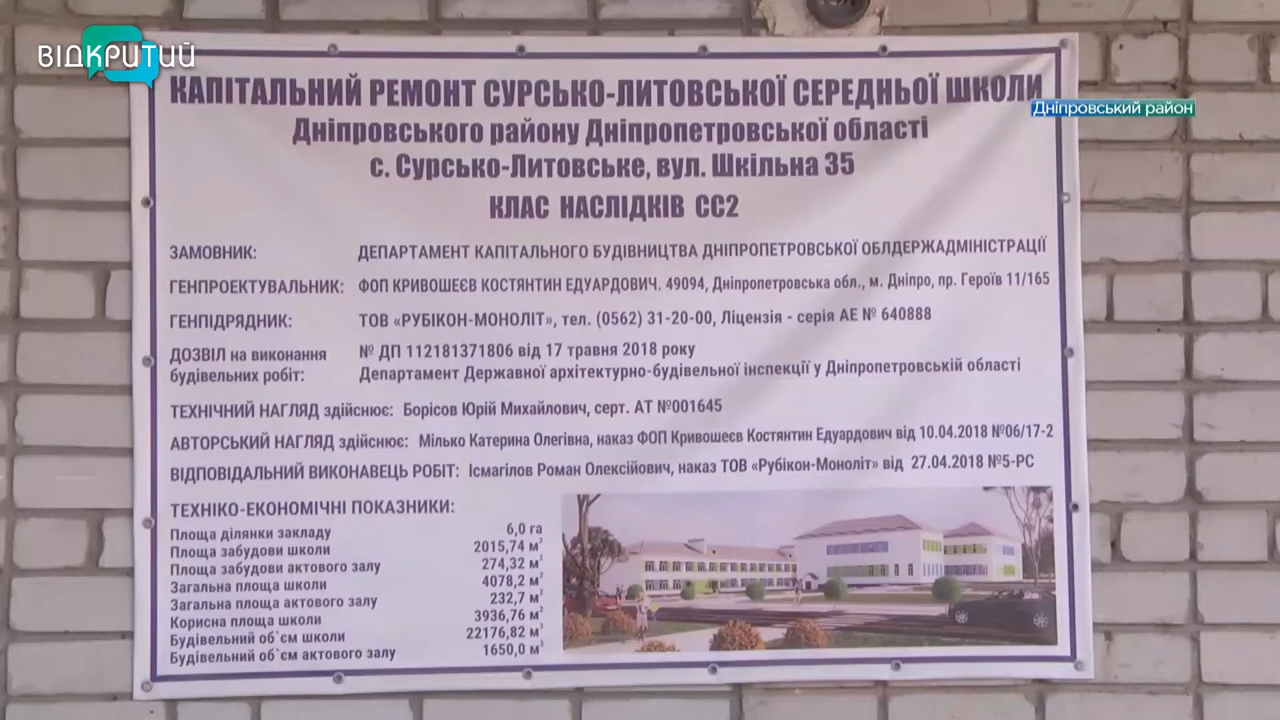 ВІДКРИТИЙ
КАПІТАЛЬНИЙ РЕМОНТ СУРСЬКО-ЛИТОВСЬКОЇ СЕРЕДНЬОЇ ШКОЛИ
Дніпровський район
Дніпровського району Дніпропетровської області
с. Сурсько-Литовське, вул. Шкільна 35
КЛАС НАСЛІДКІВ СС2
ЗАМОВНИК: ДЕПАРТАМЕНТ КАПІТАЛЬНОГО БУДІВНИЦТВА ДНІПРОПЕТРОВСЬКОЇ ОБЛДЕРЖАДМІНІСТРАЦІЇ
ГЕНПРОЕКТУВАЛЬНИК: ФОП КРИВОШЕЄВ КОСТЯНТИН ЕДУАРДОВИЧ. 49094, Дніпропетровська обл., м. Дніпро, пр. Героїв 11/165
ГЕНПІДРЯДНИК: ТОВ «РУБІКОН-МОНОЛІТ», тел. (0562) 31-20-00, Ліцензія - серія АЕ № 640888
ДОЗВІЛ на виконання № ДП 112181371806 від 17 травня 2018 року
будівельних робіт: Департамент Державної архітектурно-будівельної інспекції у Дніпропетровській області
ТЕХНІЧНИЙ НАГЛЯД здійснює: Борісов Юрій Михайлович, серт. АТ №001645
АВТОРСЬКИЙ НАГЛЯД здійснює: Мілько Катерина Олегівна, наказ ФОП Кривошеєв Костянтин Едуардович від 10.04.2018 №06/17-2
ВІДПОВІДАЛЬНИЙ ВИКОНАВЕЦЬ РОБІТ: Ісмагілов Роман Олексійович, наказ ТОВ «Рубікон-Моноліт» від 27.04.2018 №5-РС
ТЕХНІКО-ЕКОНОМІЧНІ ПОКАЗНИКИ:
Площа ділянки закладу 6,0 га
Площа забудови школи 2015,74 м²
Площа забудови актового залу 274,32 м²
Загальна площа школи 4078,2 м²
Загальна площа актового залу 232,7 м²
Корисна площа школи 3936,76 м²
Будівельний об`єм школи 22176,82 м³
Будівельний об`єм актового залу 1650,0 м³